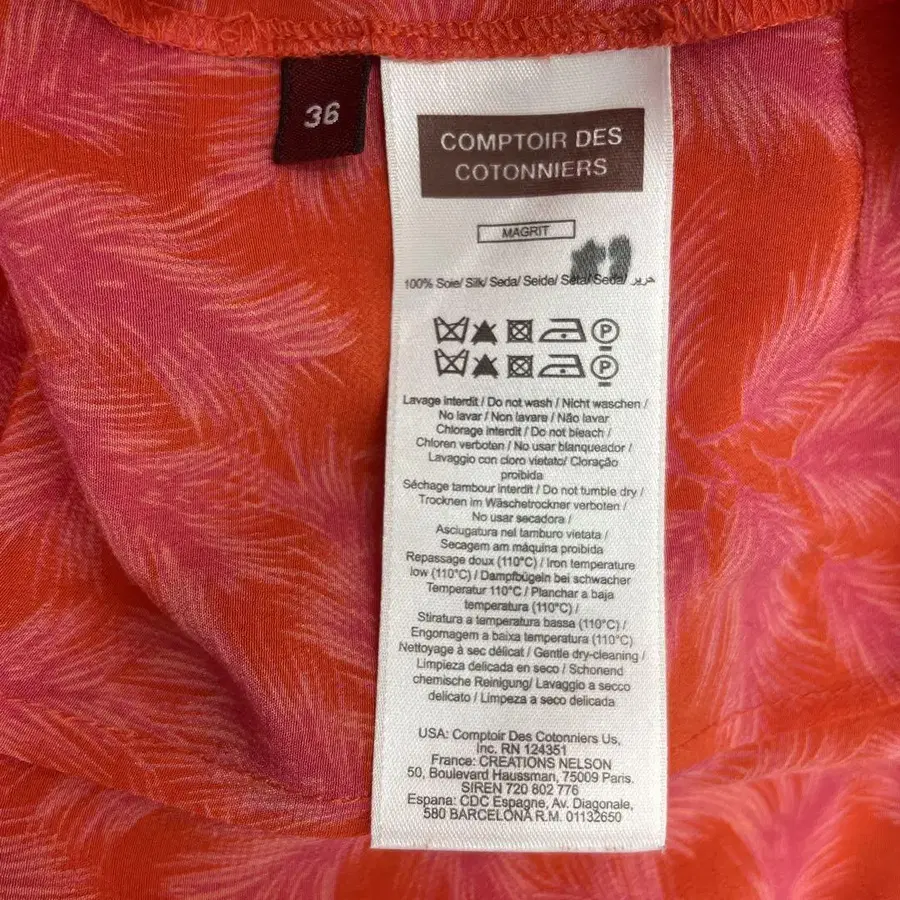 36
COMPTOIR DES
COTONNIERS
MAGRIT
100% Soie/ Silk/ Seda/ Seide/ Seta/ Seda/ حرير
P
P
Lavage interdit / Do not wash / Nicht waschen /
No lavar / Non lavare / Não lavar
Chlorage interdit / Do not bleach /
Chloren verboten / No usar blanqueador /
Lavaggio con cloro vietato/ Cloração
proibida
Séchage tambour interdit / Do not tumble dry /
Trocknen im Wäschetrockner verboten /
No usar secadora /
Asciugatura nel tamburo vietata /
Secagem am máquina proibida
Repassage doux (110°C) / Iron temperature
low (110°C) / Dampfbügeln bei schwacher
Temperatur 110°C / Planchar a baja
temperatura (110°C) /
Stiratura a temperatura bassa (110°C) /
Engomagem a baixa temperatura (110°C)
Nettoyage à sec délicat / Gentle dry-cleaning /
Limpieza delicada en seco / Schonend
chemische Reinigung/ Lavaggio a secco
delicato / Limpeza a seco delicada
USA: Comptoir Des Cotonniers Us,
Inc. RN 124351
France: CREATIONS NELSON
50, Boulevard Haussman, 75009 Paris.
SIREN 720 802 776
Espana: CDC Espagne, Av. Diagonale,
580 BARCELONA R.M. 01132650